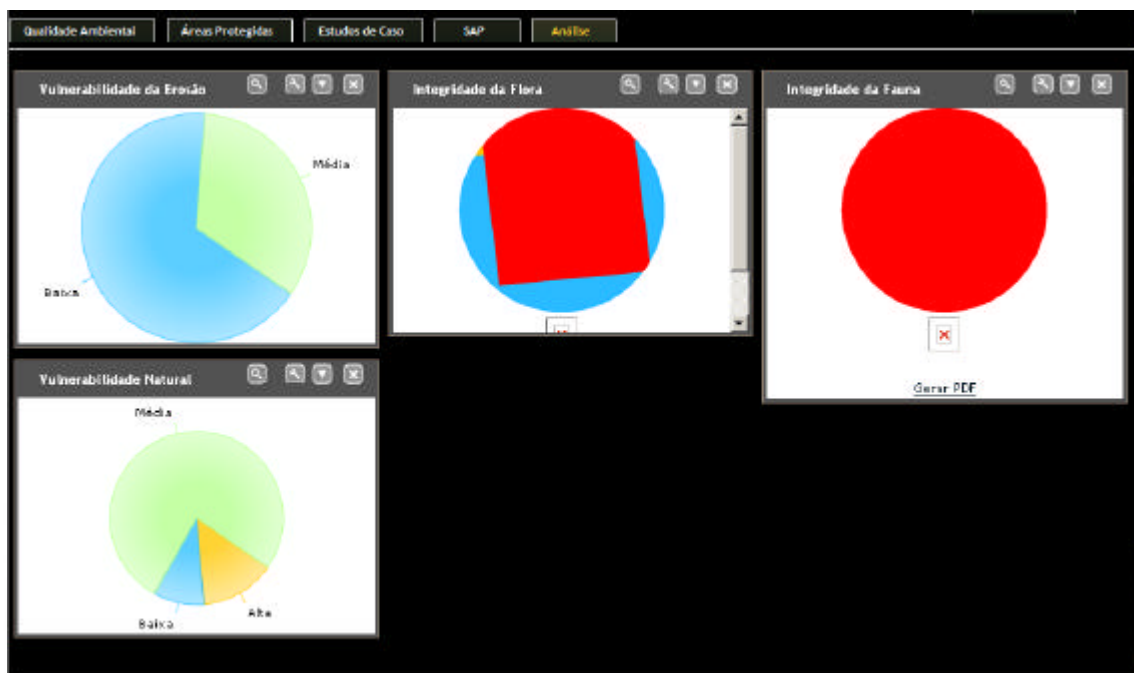 Qualidade Ambiental
Áreas Protegidas
Estudos de Caso
SAP
Análise
Vulnerabilidade da Erosão
Média
Baixa
Integridade da Flora
Integridade da Fauna
Gerar PDF
Vulnerabilidade Natural
Média
Baixa
Alta